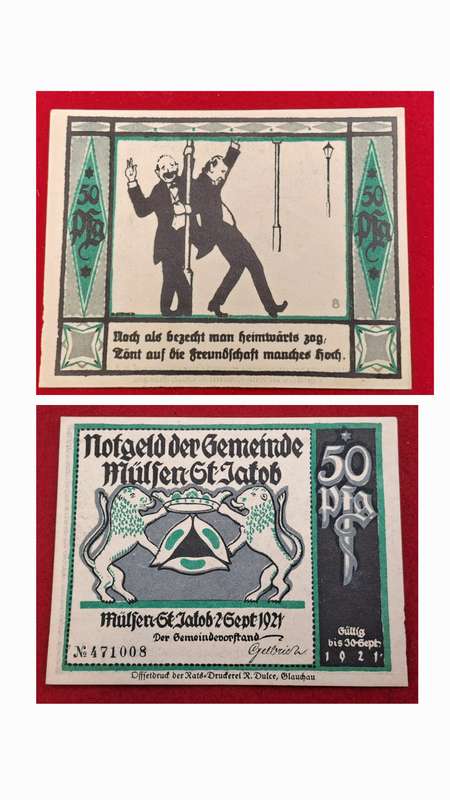 50
Pfg
50
Pfg
8
Noch als bezecht man heimwärts zog,
Tönt auf die Freundschaft manches Hoch.
Notgeld der Gemeinde
Mülsen-St. Jakob
50
Pfg
Mülsen-St. Jakob 2 Sept. 1921
Der Gemeindevorstand
№ 471008
Gültig
bis 30 Sept.
1921
Offsetdruck der Rats-Druckerei R. Dulce, Glauchau